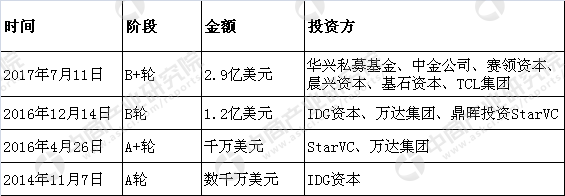 时间 阶段 金额 投资方
2017年7月11日 B+轮 2.9亿美元 华兴私募基金、中金公司、赛领资本、
晨兴资本、基石资本、TCL集团
2016年12月14日 B轮 1.2亿美元 IDG资本、万达集团、鼎晖投资StarVC
2016年4月26日 A+轮 千万美元 StarVC、万达集团
2014年11月7日 A轮 数千万美元 IDG资本